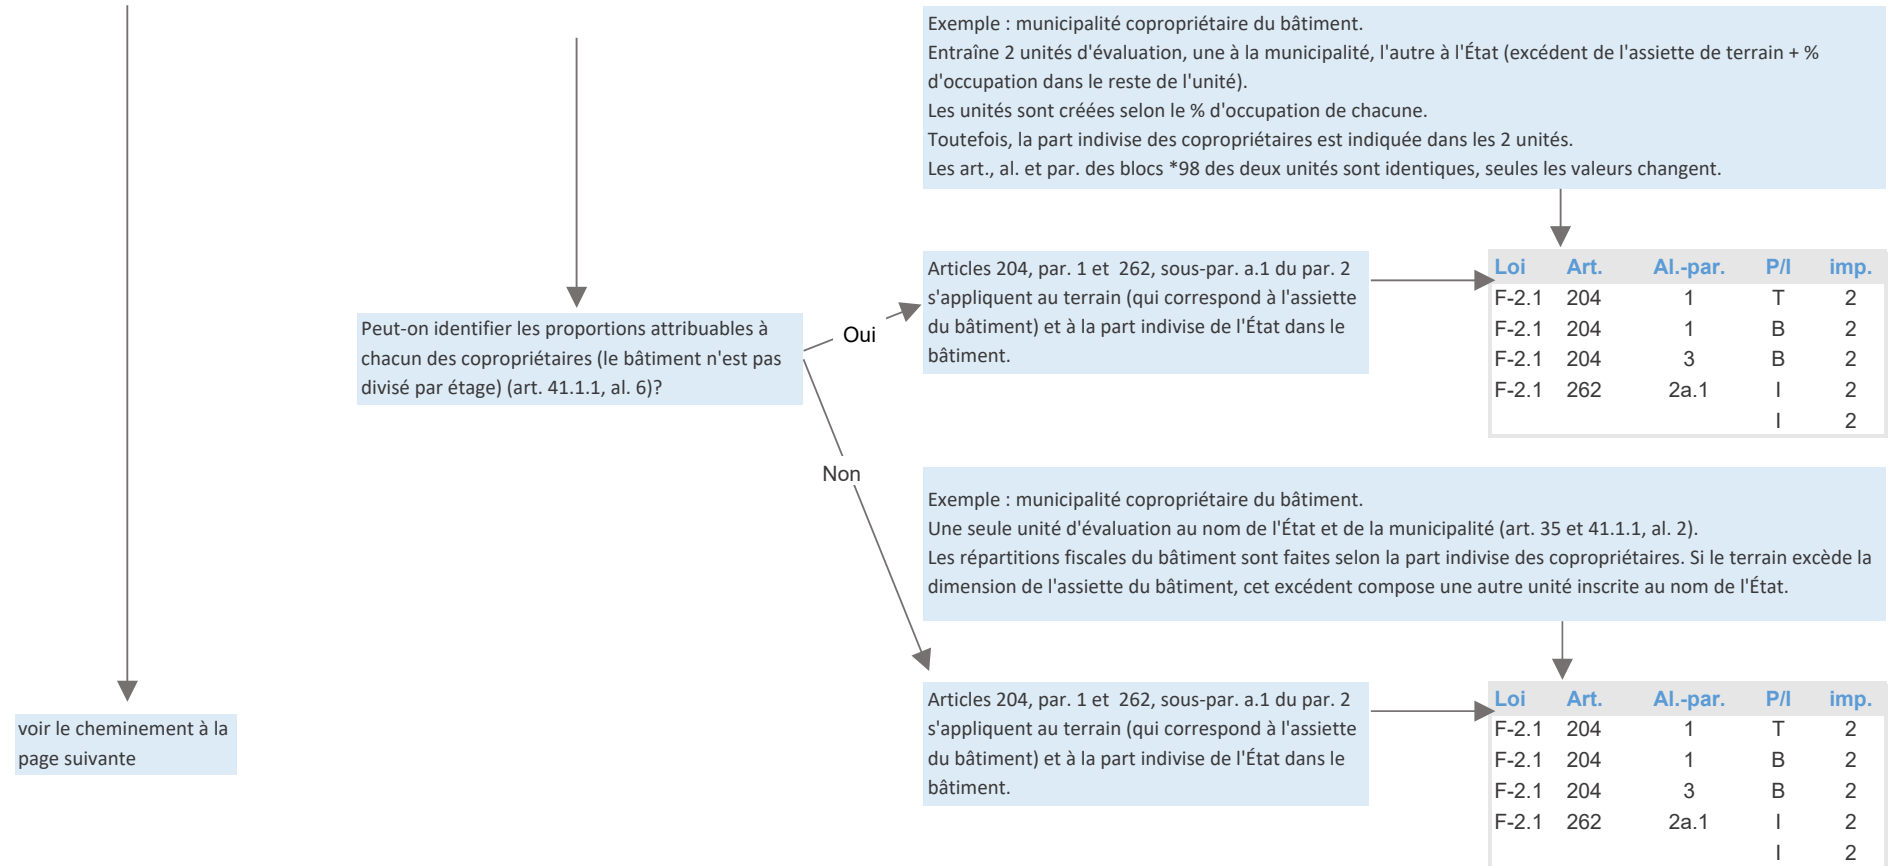 Exemple : municipalité copropriétaire du bâtiment.
Entraîne 2 unités d'évaluation, une à la municipalité, l'autre à l'État (excédent de l'assiette de terrain + %
d'occupation dans le reste de l'unité).
Les unités sont créées selon le % d'occupation de chacune.
Toutefois, la part indivise des copropriétaires est indiquée dans les 2 unités.
Les art., al. et par. des blocs *98 des deux unités sont identiques, seules les valeurs changent.
Peut-on identifier les proportions attribuables à
chacun des copropriétaires (le bâtiment n'est pas
divisé par étage) (art. 41.1.1, al. 6)?
Oui
Articles 204, par. 1 et  262, sous-par. a.1 du par. 2
s'appliquent au terrain (qui correspond à l'assiette
du bâtiment) et à la part indivise de l'État dans le
bâtiment.
Loi Art. Al.-par. P/I imp.
F-2.1 204 1 T 2
F-2.1 204 1 B 2
F-2.1 204 3 B 2
F-2.1 262 2a.1 I 2
I 2
Non
Exemple : municipalité copropriétaire du bâtiment.
Une seule unité d'évaluation au nom de l'État et de la municipalité (art. 35 et 41.1.1, al. 2).
Les répartitions fiscales du bâtiment sont faites selon la part indivise des copropriétaires. Si le terrain excède la
dimension de l'assiette du bâtiment, cet excédent compose une autre unité inscrite au nom de l'État.
Articles 204, par. 1 et  262, sous-par. a.1 du par. 2
s'appliquent au terrain (qui correspond à l'assiette
du bâtiment) et à la part indivise de l'État dans le
bâtiment.
Loi Art. Al.-par. P/I imp.
F-2.1 204 1 T 2
F-2.1 204 1 B 2
F-2.1 204 3 B 2
F-2.1 262 2a.1 I 2
I 2
voir le cheminement à la
page suivante